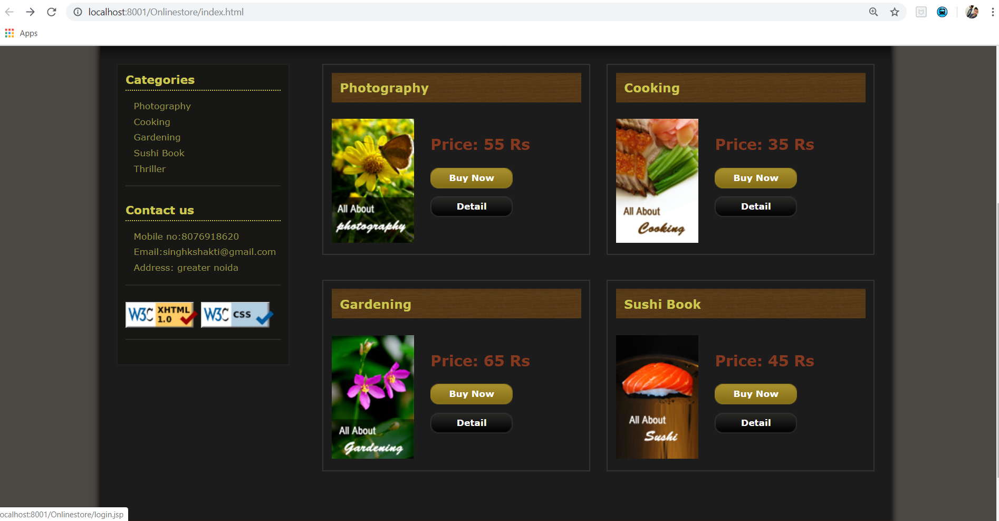 localhost:8001/Onlinestore/index.html
Apps
Categories
Photography
Cooking
Gardening
Sushi Book
Thriller
Contact us
Mobile no:8076918620
Email:singhkshakti@gmail.com
Address: greater noida
W3C XHTML 1.0
W3C css
Photography
Price: 55 Rs
Buy Now
Detail
All About
photography
Cooking
Price: 35 Rs
Buy Now
Detail
All About
Cooking
Gardening
Price: 65 Rs
Buy Now
Detail
All About
Gardening
Sushi Book
Price: 45 Rs
Buy Now
Detail
All About
Sushi
ocalhost:8001/Onlinestore/login.jsp